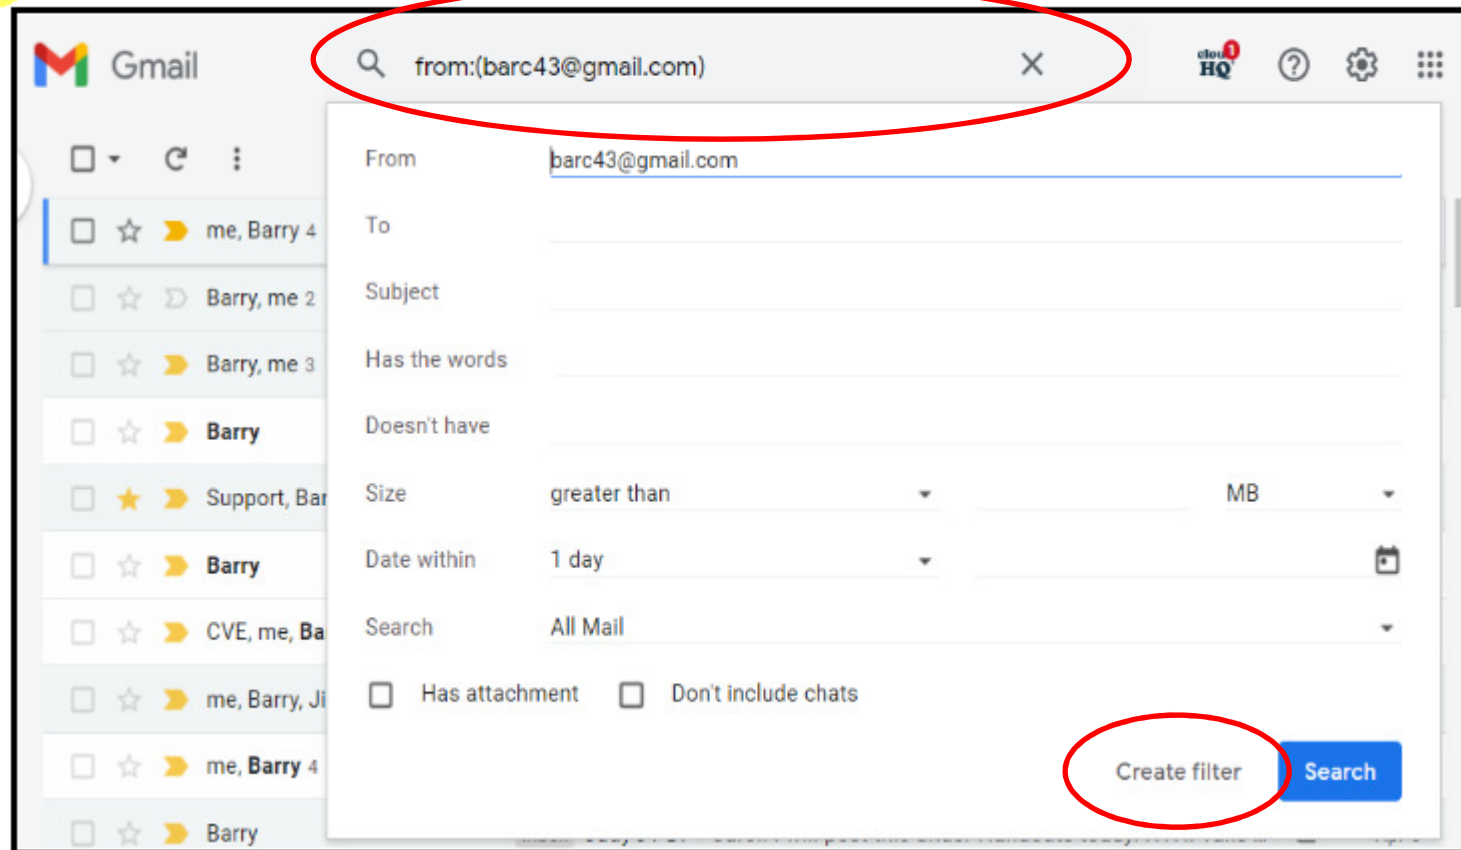 Gmail
from:(barc43@gmail.com)
cloud HQ 1
From barc43@gmail.com
To
Subject
Has the words
Doesn't have
Size greater than MB
Date within 1 day
Search All Mail
Has attachment Don't include chats
Create filter Search
me, Barry 4
Barry, me 2
Barry, me 3
Barry
Support, Bar
Barry
CVE, me, Ba
me, Barry, Ji
me, Barry 4
Barry